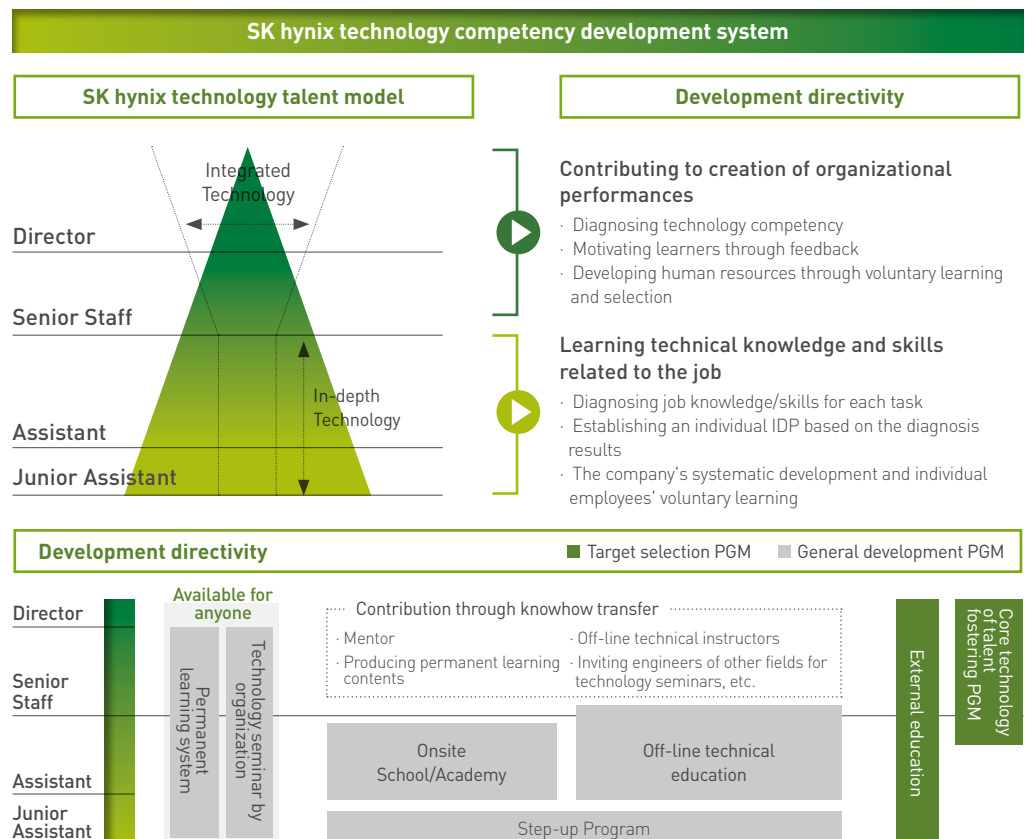 SK hynix technology competency development system
SK hynix technology talent model
Development directivity
Integrated
Technology
Director
Senior Staff
In-depth
Technology
Assistant
Junior Assistant
Contributing to creation of organizational
performances
· Diagnosing technology competency
· Motivating learners through feedback
· Developing human resources through voluntary learning
and selection
Learning technical knowledge and skills
related to the job
· Diagnosing job knowledge/skills for each task
· Establishing an individual IDP based on the diagnosis
results
· The company's systematic development and individual
employees' voluntary learning
Development directivity
Target selection PGM
General development PGM
Director
Senior
Staff
Assistant
Junior
Assistant
Available for
anyone
Permanent
learning system
Technology seminar by
organization
Contribution through knowhow transfer
· Mentor
· Producing permanent learning
contents
· Off-line technical instructors
· Inviting engineers of other fields for
technology seminars, etc.
Onsite
School/Academy
Off-line technical
education
Step-up Program
External education
Core technology
of talent
fostering PGM